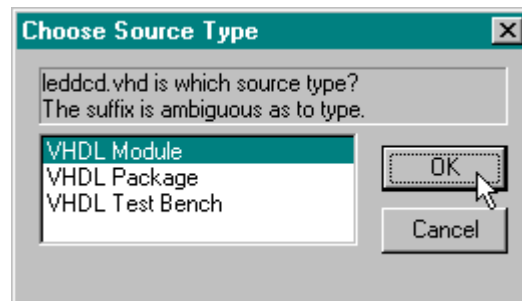 Choose Source Type
leddcd.vhd is which source type?
The suffix is ambiguous as to type.
VHDL Module
VHDL Package
VHDL Test Bench
OK
Cancel